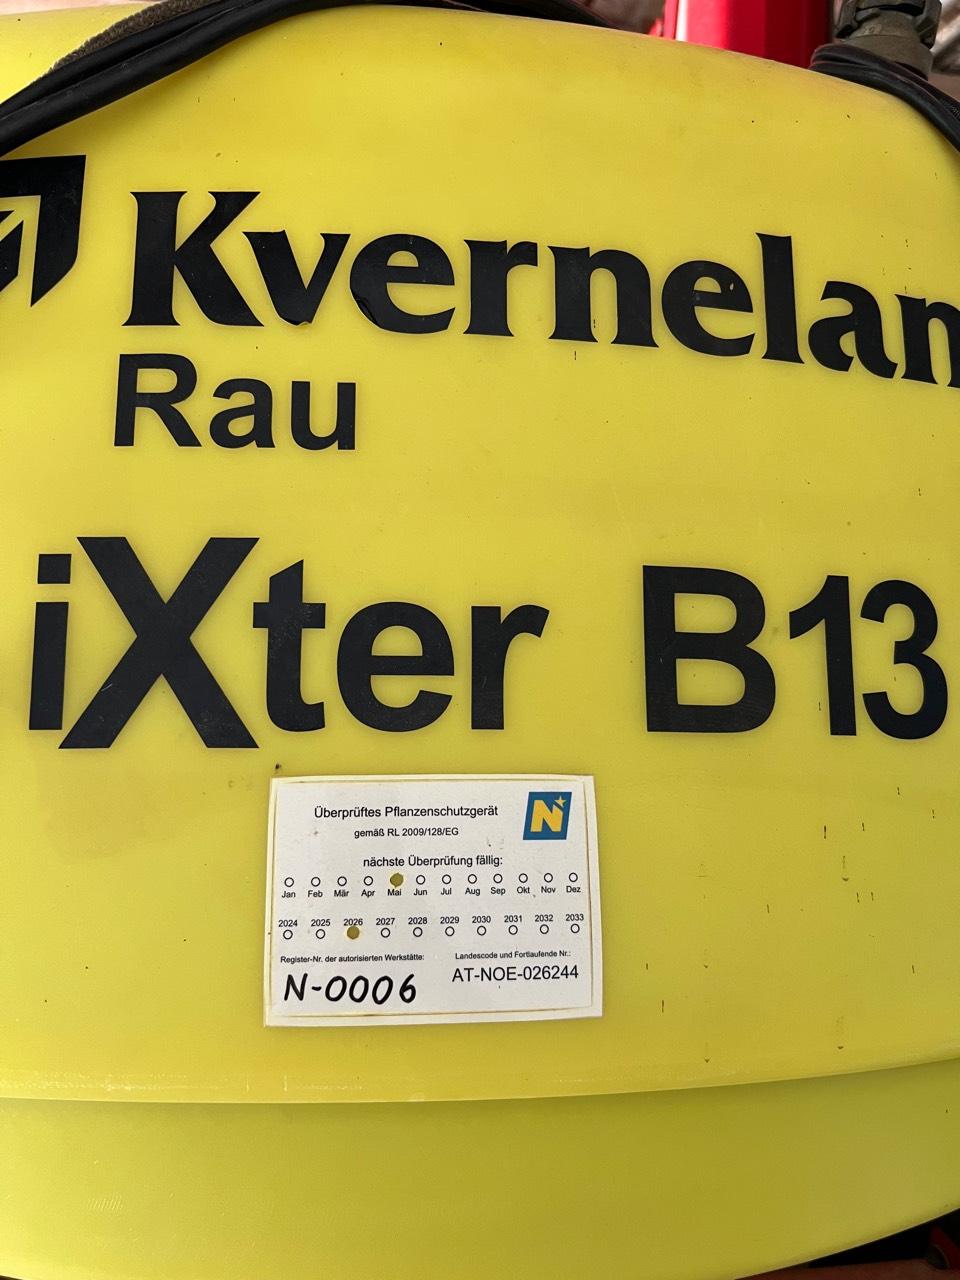 Kvernelan
Rau
iXter B13
Überprüftes Pflanzenschutzgerät
gemäß RL 2009/128/EG
nächste Überprüfung fällig:
Jan Feb Mär Apr Mai Jun Jul Aug Sep Okt Nov Dez
2024 2025 2026 2027 2028 2029 2030 2031 2032 2033
Register-Nr. der autorisierten Werkstätte:
N-0006
Landescode und Fortlaufende Nr.:
AT-NOE-026244
N